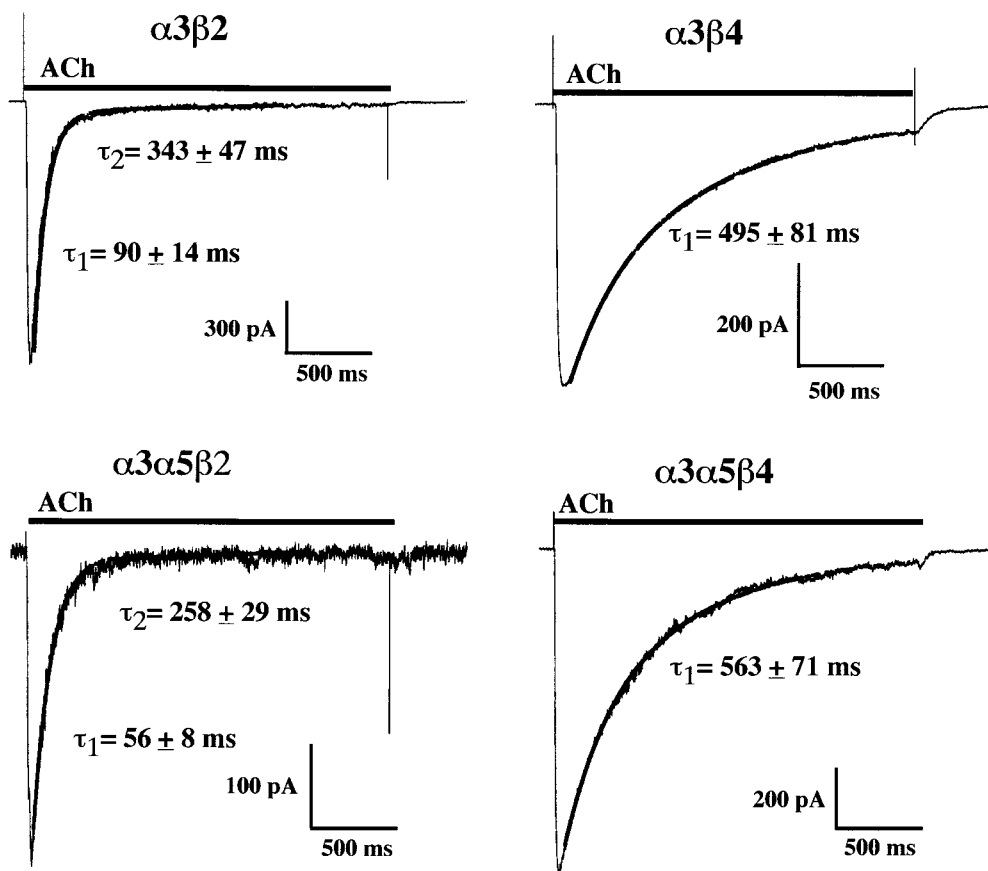 α3β2
ACh
τ2= 343 ± 47 ms
τ1= 90 ± 14 ms
300 pA
500 ms
α3β4
ACh
τ1= 495 ± 81 ms
200 pA
500 ms
α3α5β2
ACh
τ2= 258 ± 29 ms
τ1= 56 ± 8 ms
100 pA
500 ms
α3α5β4
ACh
τ1= 563 ± 71 ms
200 pA
500 ms